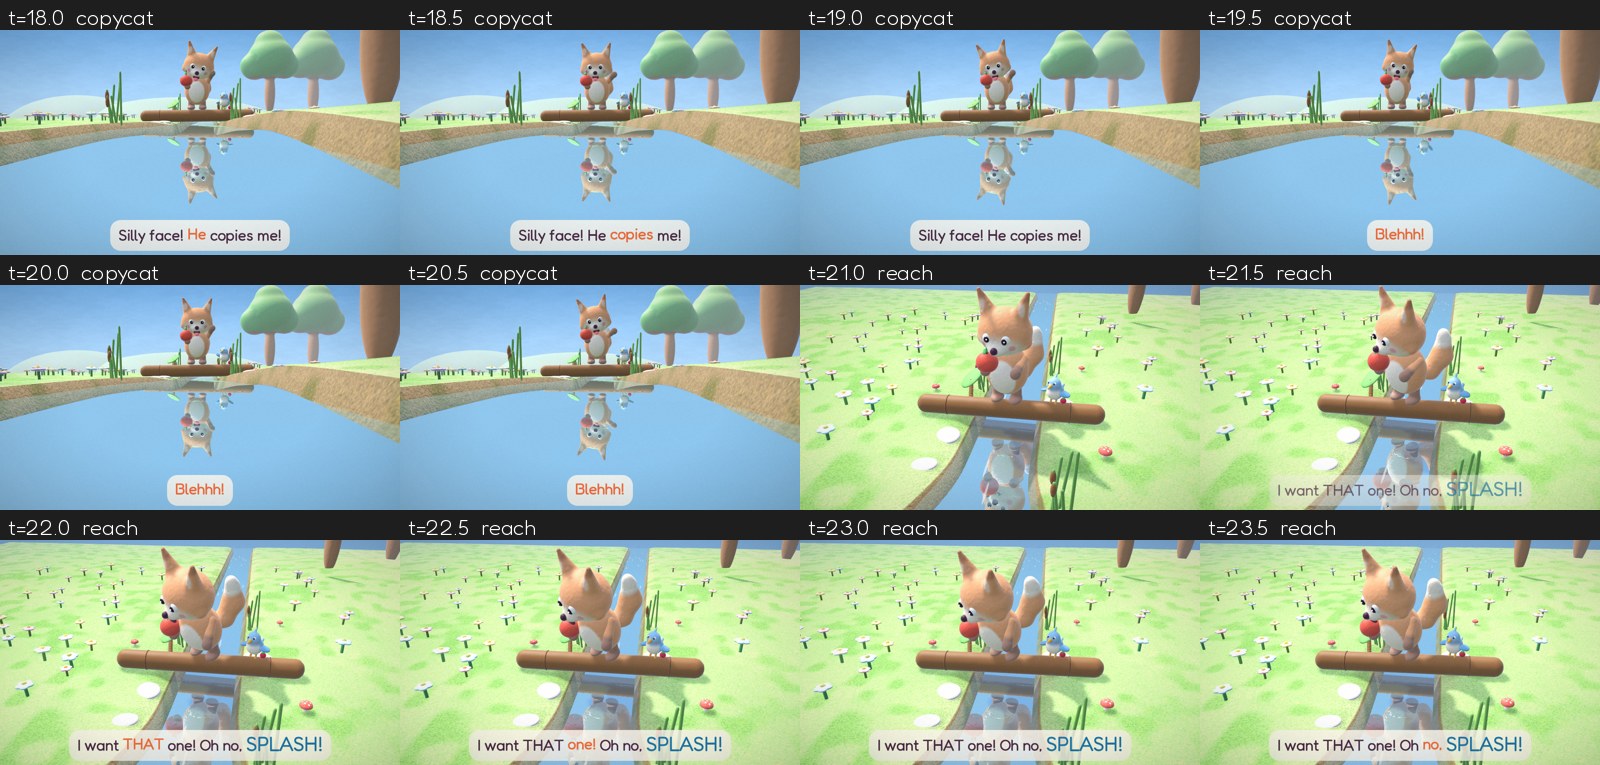 t=18.0 copycat
t=18.5 copycat
t=19.0 copycat
t=19.5 copycat
Silly face! He copies me!
Silly face! He copies me!
Silly face! He copies me!
Blehhh!
t=20.0 copycat
t=20.5 copycat
t=21.0 reach
t=21.5 reach
Blehhh!
Blehhh!
I want THAT one! Oh no, SPLASH!
t=22.0 reach
t=22.5 reach
t=23.0 reach
t=23.5 reach
I want THAT one! Oh no, SPLASH!
I want THAT one! Oh no, SPLASH!
I want THAT one! Oh no, SPLASH!
I want THAT one! Oh no, SPLASH!